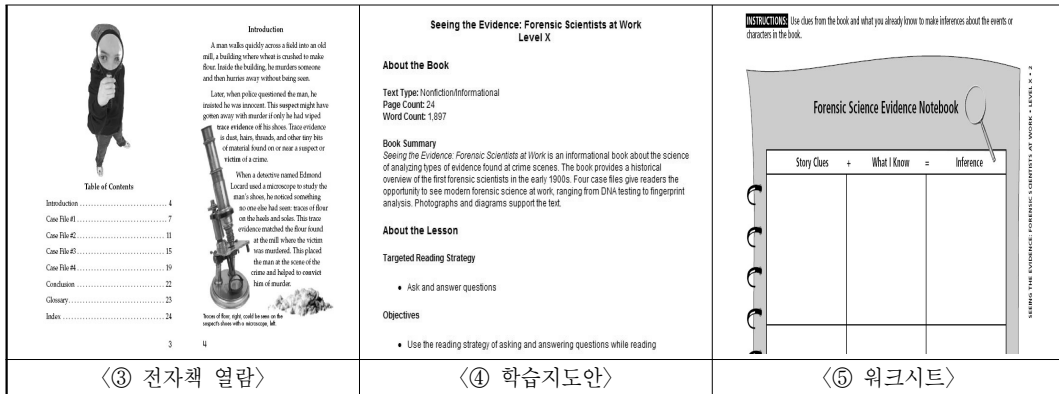 Table of Contents
Introduction 4
Case File #1 7
Case File #2 11
Case File #3 15
Case File #4 19
Conclusion 22
Glossary 23
Index 24
3
Introduction
A man walks quickly across a field into an old
mill, a building where wheat is crushed to make
flour. Inside the building, he murders someone
and then hurries away without being seen.
Later, when police questioned the man, he
insisted he was innocent. This suspect might have
gotten away with murder if only he had wiped
trace evidence off his shoes. Trace evidence
is dust, hairs, threads, and other tiny bits
of material found on or near a suspect or
victim of a crime.
When a detective named Edmond
Locard used a microscope to study the
man's shoes, he noticed something
no one else had seen: traces of flour
on the heels and soles. This trace
evidence matched the flour found
at the mill where the victim
was murdered. This placed
the man at the scene of the
crime and helped to convict
him of murder.
Traces of flour, right, could be seen on the
suspect's shoes with a microscope, left.
4
〈③ 전자책 열람〉
Seeing the Evidence: Forensic Scientists at Work
Level X
About the Book
Text Type: Nonfiction/Informational
Page Count: 24
Word Count: 1,897
Book Summary
Seeing the Evidence: Forensic Scientists at Work is an informational book about the science
of analyzing types of evidence found at crime scenes. The book provides a historical
overview of the first forensic scientists in the early 1900s. Four case files give readers the
opportunity to see modern forensic science at work, ranging from DNA testing to fingerprint
analysis. Photographs and diagrams support the text.
About the Lesson
Targeted Reading Strategy
• Ask and answer questions
Objectives
• Use the reading strategy of asking and answering questions while reading
〈④ 학습지도안〉
INSTRUCTIONS: Use clues from the book and what you already know to make inferences about the events or
characters in the book.
Forensic Science Evidence Notebook
Story Clues + What I Know = Inference
SEEING THE EVIDENCE: FORENSIC SCIENTISTS AT WORK • LEVEL X • 2
〈⑤ 워크시트〉